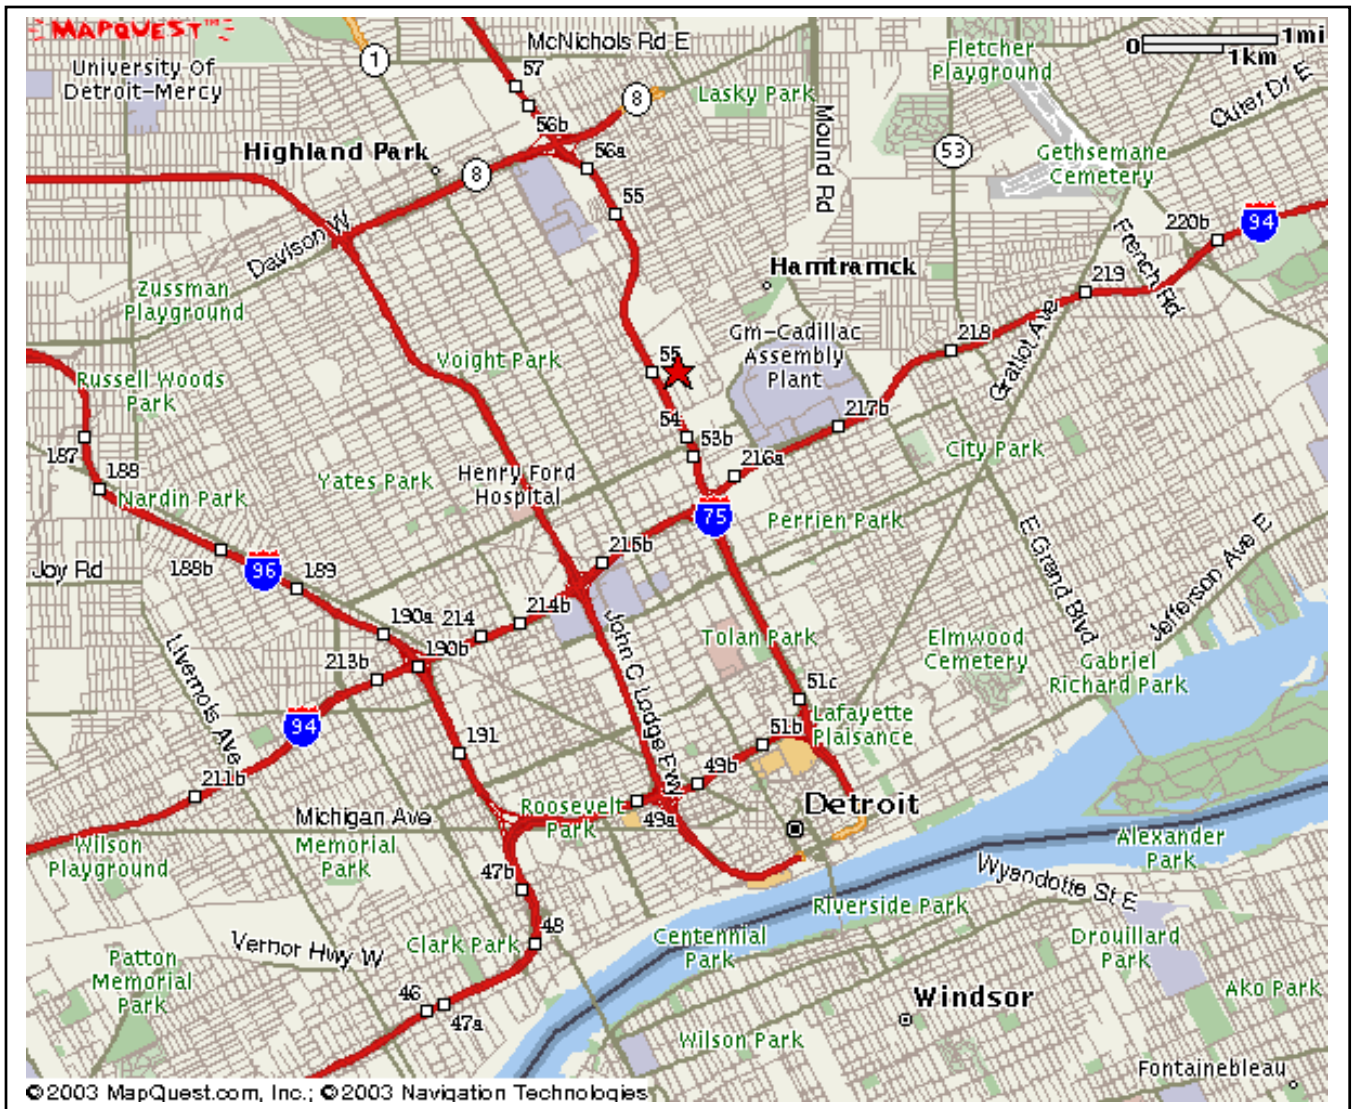 MAPQUEST
McNichols Rd E
0 1mi
1km
1
57
Fletcher
Playground
University Of
Detroit-Mercy
8
Lasky Park
Outer Dr E
Mound Rd
56b
53
Highland Park
56a
Gethsemane
Cemetery
8
55
Davison W
220b
94
French Rd
Hamtramck
219
Zussman
Playground
Gm-Cadillac
Assembly
Plant
218
Gratiot Ave
Voight Park
55
Russell Woods
Park
54
217b
53b
City Park
187
188
216a
Yates Park
Henry Ford
Hospital
Nardin Park
75
Perrien Park
E Grand Blvd
Jefferson Ave E
215b
188b
96
189
Joy Rd
214b
190a
214
John C Lodge Fwy
Tolan Park
Elmwood
Cemetery
Livernois Ave
213b
190b
Gabriel
Richard Park
51c
94
Lafayette
Plaisance
191
51b
211b
49b
Roosevelt
Park
Detroit
Michigan Ave
49a
Wilson
Playground
Memorial
Park
Alexander
Park
47b
Wyandotte St E
Riverside Park
48
Vernor Hwy W
Clark Park
Centennial
Park
Drouillard
Park
Patton
Memorial
Park
46
47a
Windsor
Ako Park
Wilson Park
Fontainebleau
©2003 MapQuest.com, Inc.; ©2003 Navigation Technologies